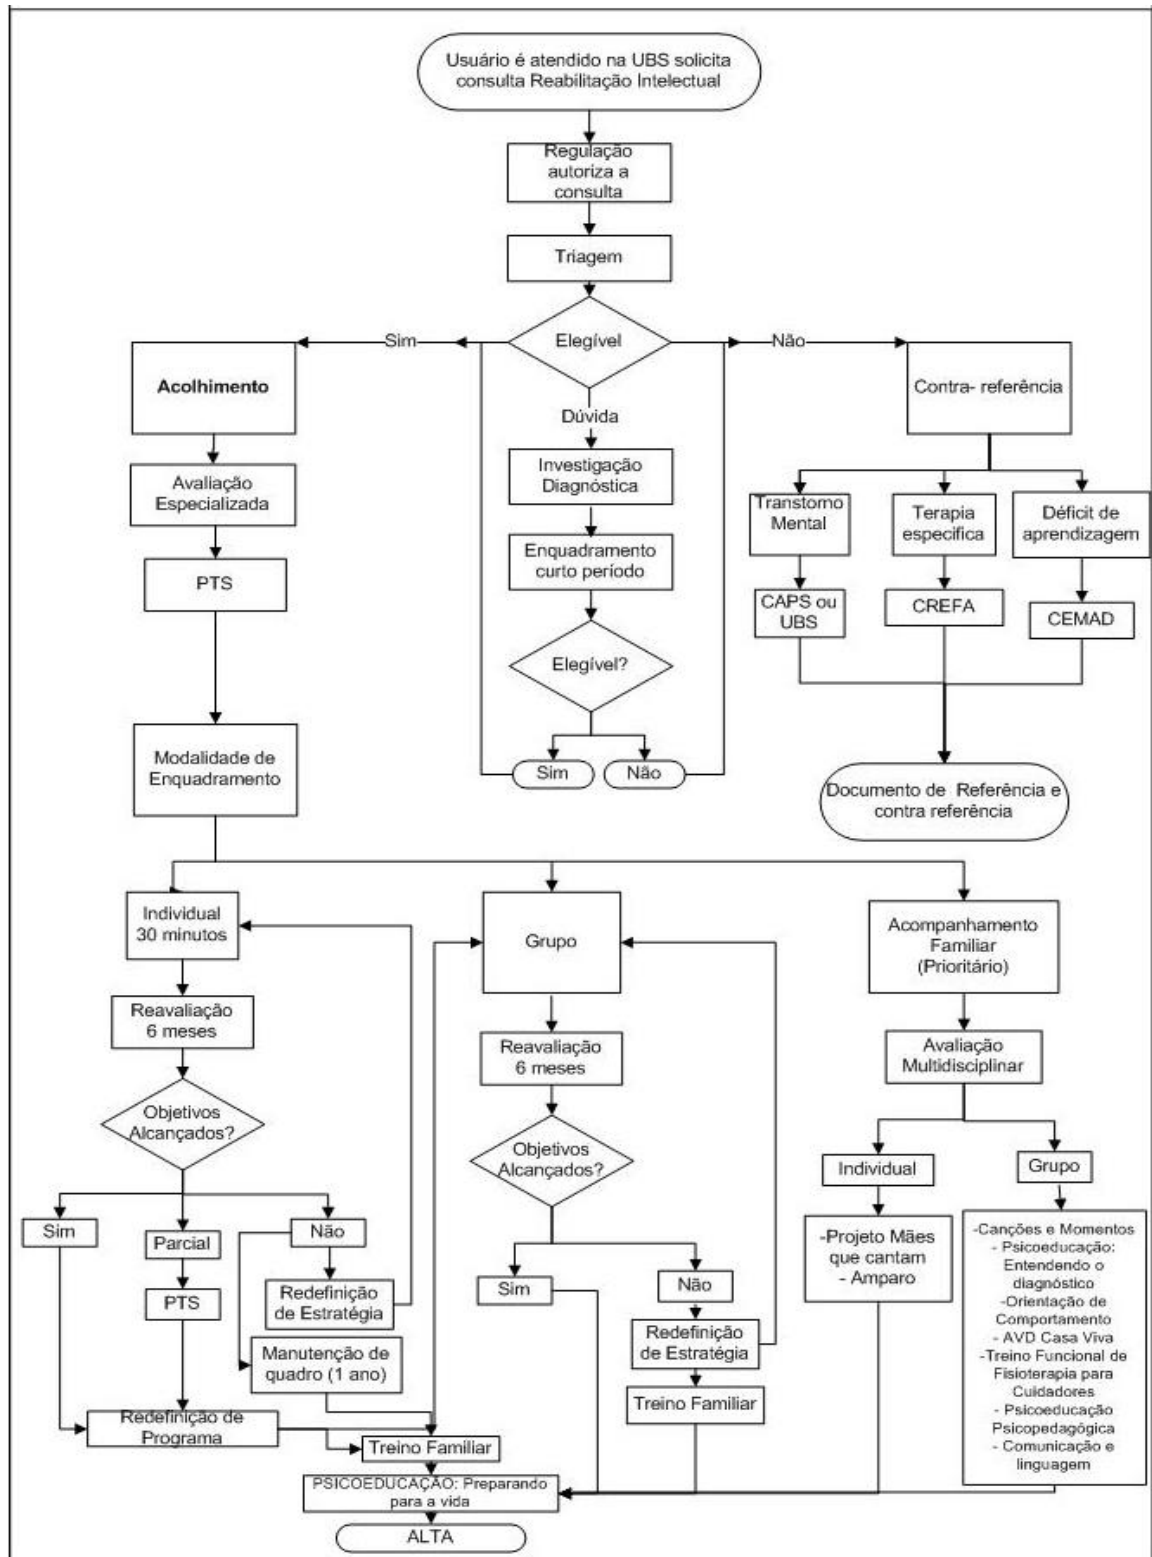 Usuário é atendido na UBS solicita
consulta Reabilitação Intelectual
Regulação
autoriza a
consulta
Triagem
Elegível
Sim
Não
Dúvida
Acolhimento
Avaliação
Especializada
PTS
Modalidade de
Enquadramento
Investigação
Diagnóstica
Enquadramento
curto período
Elegível?
Sim
Não
Contra- referência
Transtorno
Mental
Terapia
especifica
Déficit de
aprendizagem
CAPS ou
UBS
CREFA
CEMAD
Documento de Referência e
contra referência
Individual
30 minutos
Reavaliação
6 meses
Objetivos
Alcançados?
Sim
Parcial
Não
PTS
Redefinição
de Estratégia
Manutenção de
quadro (1 ano)
Redefinição de
Programa
Treino Familiar
Grupo
Reavaliação
6 meses
Objetivos
Alcançados?
Sim
Não
Redefinição
de Estratégia
Treino Familiar
Acompanhamento
Familiar
(Prioritário)
Avaliação
Multidisciplinar
Individual
Grupo
-Projeto Mães
que cantam
- Amparo
-Canções e Momentos
- Psicoeducação:
Entendendo o
diagnóstico
-Orientação de
Comportamento
- AVD Casa Viva
-Treino Funcional de
Fisioterapia para
Cuidadores
- Psicoeducação
Psicopedagógica
- Comunicação e
linguagem
PSICOEDUCAÇÃO: Preparando
para a vida
ALTA